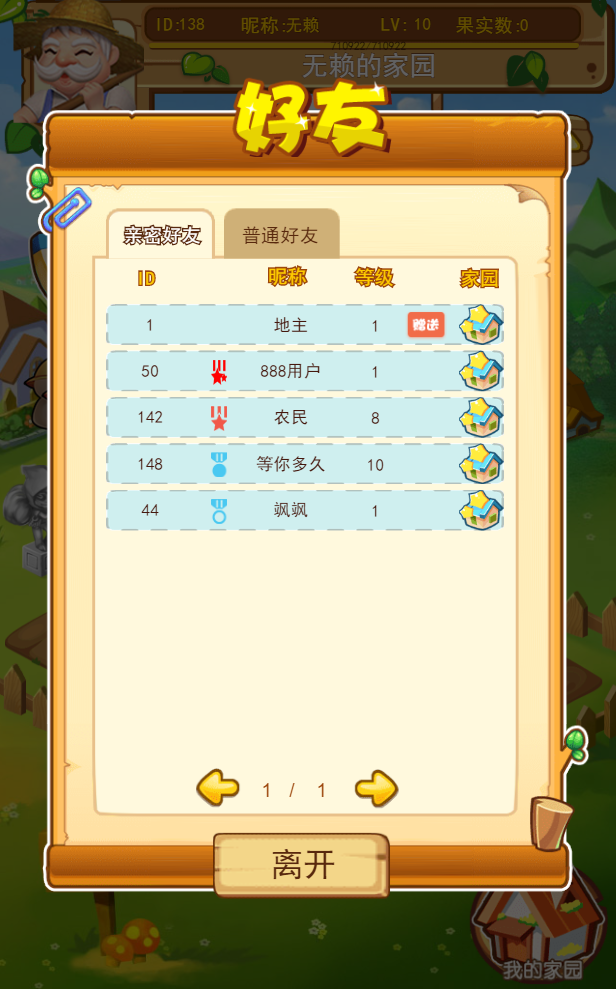 ID:138 昵称:无赖 LV: 10 果实数:0
710922/710922
无赖的家园
好友
亲密好友 普通好友
ID 昵称 等级 家园
1 地主 1 赠送
50 888用户 1
142 农民 8
148 等你多久 10
44 飒飒 1
1 / 1
离开
我的家园